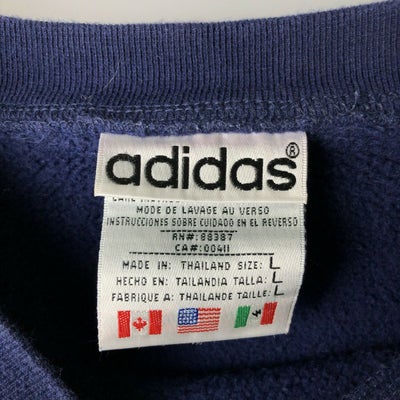 adidas®
MODE DE LAVAGE AU VERSO
INSTRUCCIONES SOBRE CUIDADO EN EL REVERSO
RN#:88387
CA#:00411
MADE IN: THAILAND SIZE: L
HECHO EN: TAILANDIA TALLA: L
FABRIQUE A: THAILANDE TAILLE: L